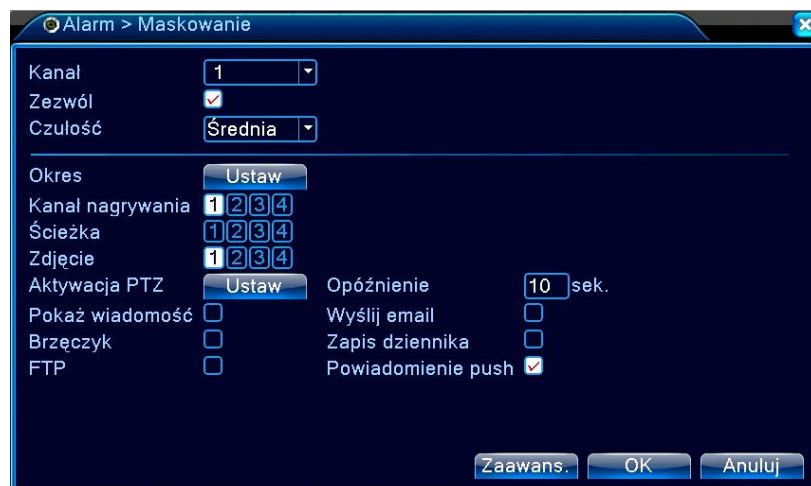 Alarm > Maskowanie
Kanał 1
Zezwól
Czułość Średnia
Okres Ustaw
Kanał nagrywania 1 2 3 4
Ścieżka 1 2 3 4
Zdjęcie 1 2 3 4
Aktywacja PTZ Ustaw Opóźnienie 10 sek.
Pokaż wiadomość Wyślij email
Brzęczyk Zapis dziennika
FTP Powiadomienie push
Zaawans. OK Anuluj